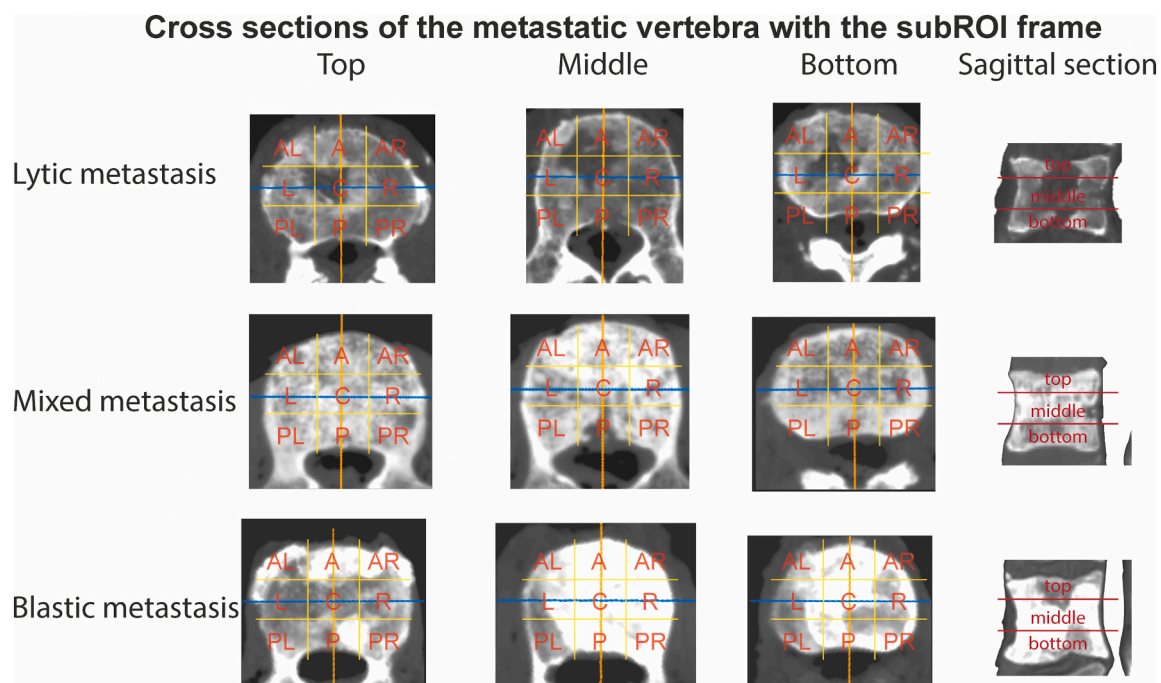 Cross sections of the metastatic vertebra with the subROI frame
Top Middle Bottom Sagittal section
Lytic metastasis
AL A AR
L C R
PL P PR
AL A AR
L C R
PL P PR
AL A AR
L C R
PL P PR
top
middle
bottom
Mixed metastasis
AL A AR
L C R
PL P PR
AL A AR
L C R
PL P PR
AL A AR
L C R
PL P PR
top
middle
bottom
Blastic metastasis
AL A AR
L C R
PL P PR
AL A AR
L C R
PL P PR
AL A AR
L C R
PL P PR
top
middle
bottom